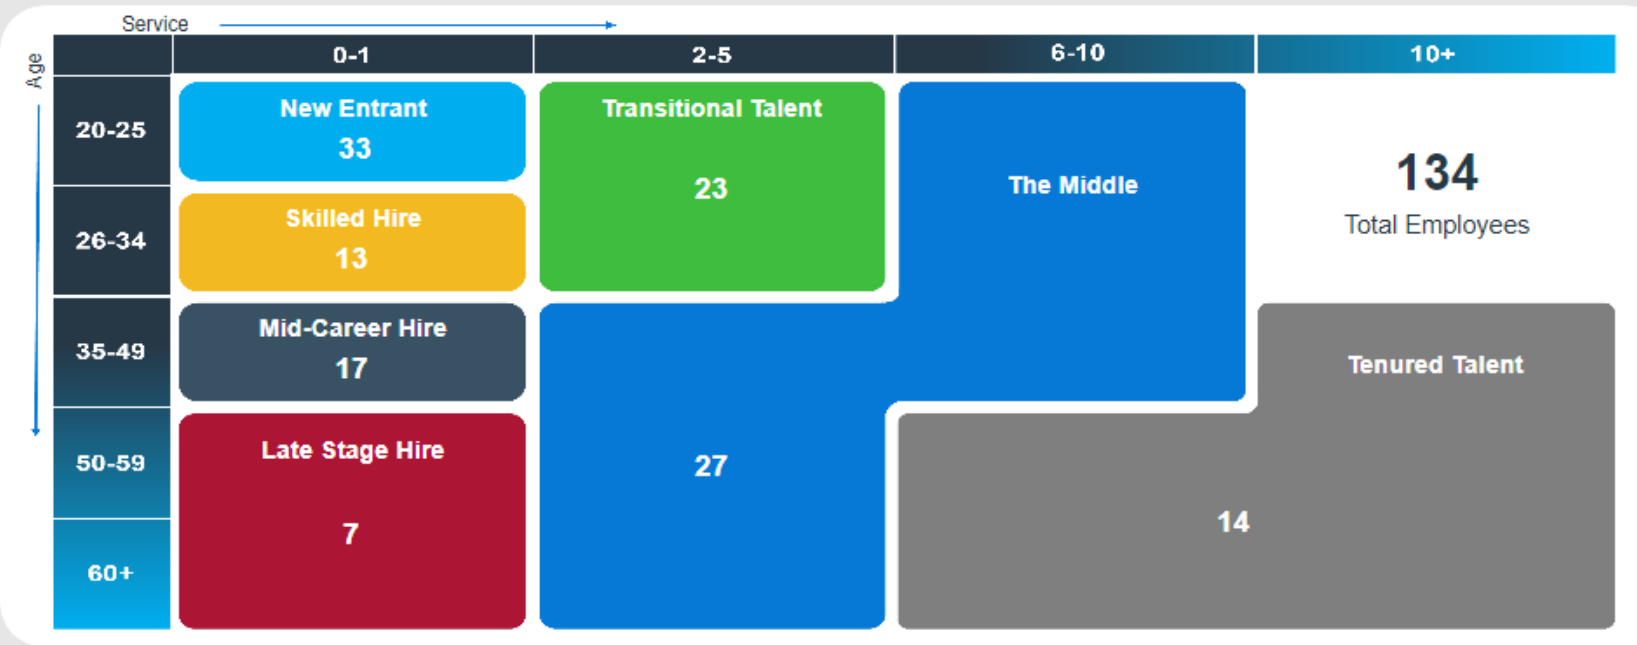 Service
Age
0-1
2-5
6-10
10+
20-25
New Entrant
33
Transitional Talent
23
The Middle
134
Total Employees
26-34
Skilled Hire
13
35-49
Mid-Career Hire
17
Tenured Talent
50-59
Late Stage Hire
7
27
14
60+